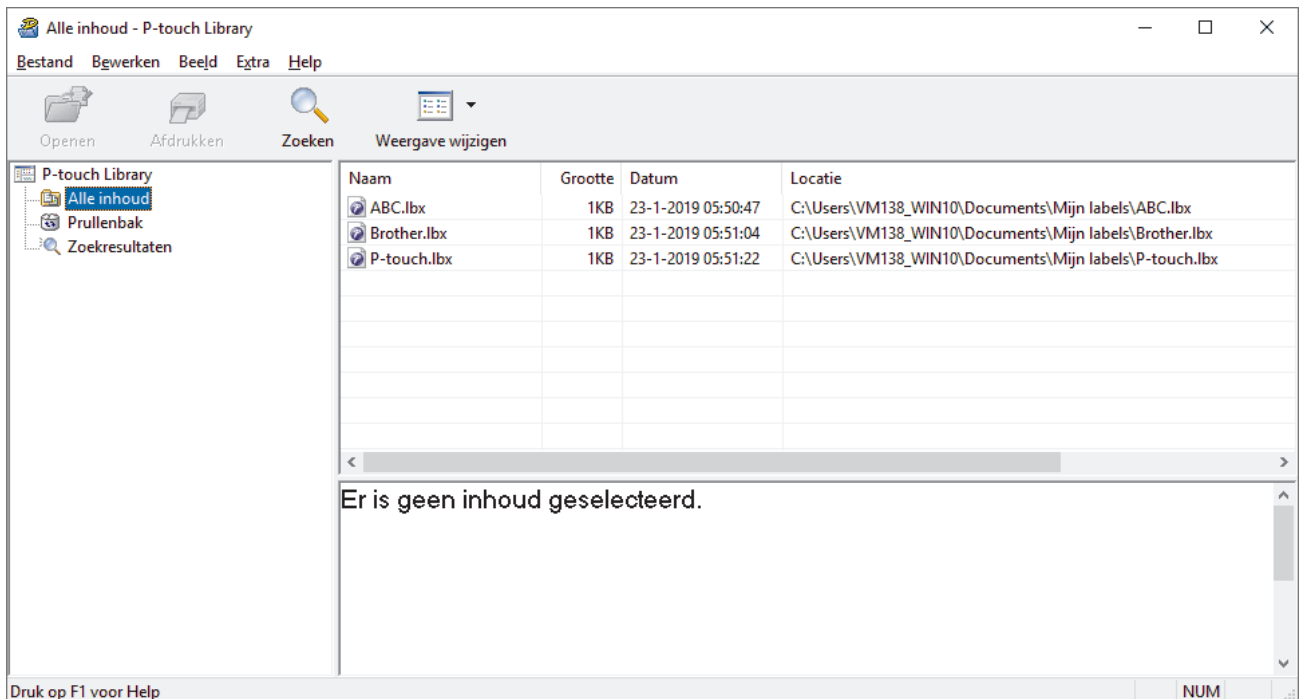 Alle inhoud - P-touch Library
Bestand Bewerken Beeld Extra Help
Openen Afdrukken Zoeken Weergave wijzigen
P-touch Library
Alle inhoud
Prullenbak
Zoekresultaten
Naam Grootte Datum Locatie
ABC.lbx 1KB 23-1-2019 05:50:47 C:\Users\VM138_WIN10\Documents\Mijn labels\ABC.lbx
Brother.lbx 1KB 23-1-2019 05:51:04 C:\Users\VM138_WIN10\Documents\Mijn labels\Brother.lbx
P-touch.lbx 1KB 23-1-2019 05:51:22 C:\Users\VM138_WIN10\Documents\Mijn labels\P-touch.lbx
Er is geen inhoud geselecteerd.
Druk op F1 voor Help NUM